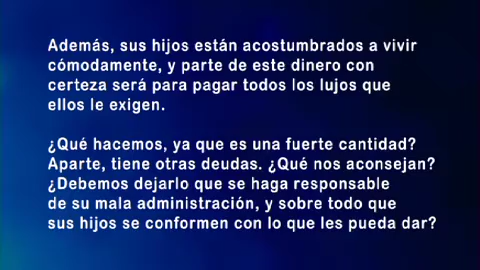 Además, sus hijos están acostumbrados a vivir
cómodamente, y parte de este dinero con
certeza será para pagar todos los lujos que
ellos le exigen.
¿Qué hacemos, ya que es una fuerte cantidad?
Aparte, tiene otras deudas. ¿Qué nos aconsejan?
¿Debemos dejarlo que se haga responsable
de su mala administración, y sobre todo que
sus hijos se conformen con lo que les pueda dar?